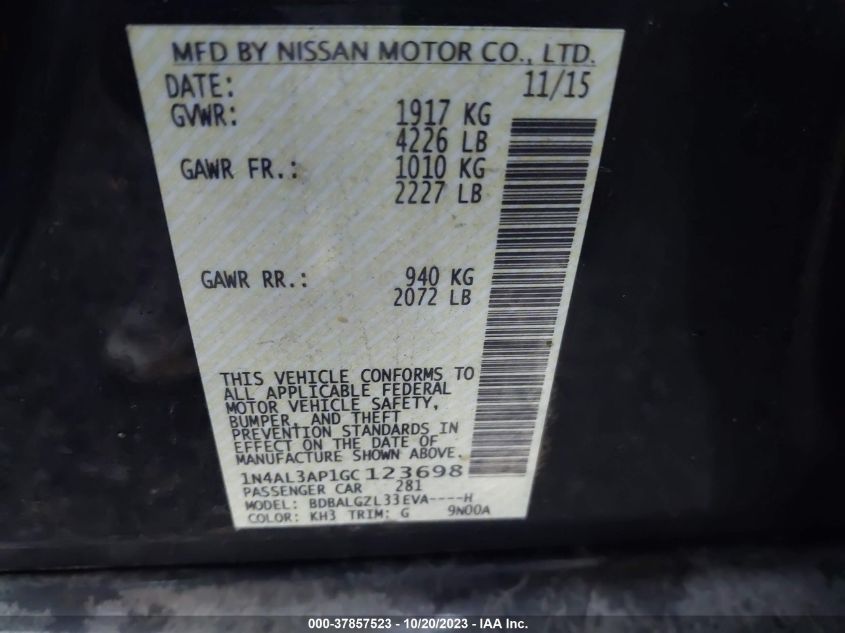 MFD BY NISSAN MOTOR CO., LTD.
DATE: 11/15
GVWR: 1917 KG
4226 LB
GAWR FR.: 1010 KG
2227 LB
GAWR RR.: 940 KG
2072 LB
THIS VEHICLE CONFORMS TO
ALL APPLICABLE FEDERAL
MOTOR VEHICLE SAFETY,
BUMPER, AND THEFT
PREVENTION STANDARDS IN
EFFECT ON THE DATE OF
MANUFACTURE SHOWN ABOVE.
1N4AL3AP1GC123698
PASSENGER CAR 281
MODEL: BDBALGZL33EVA----H
COLOR: KH3 TRIM: G 9N00A
000-37857523 - 10/20/2023 - IAA Inc.